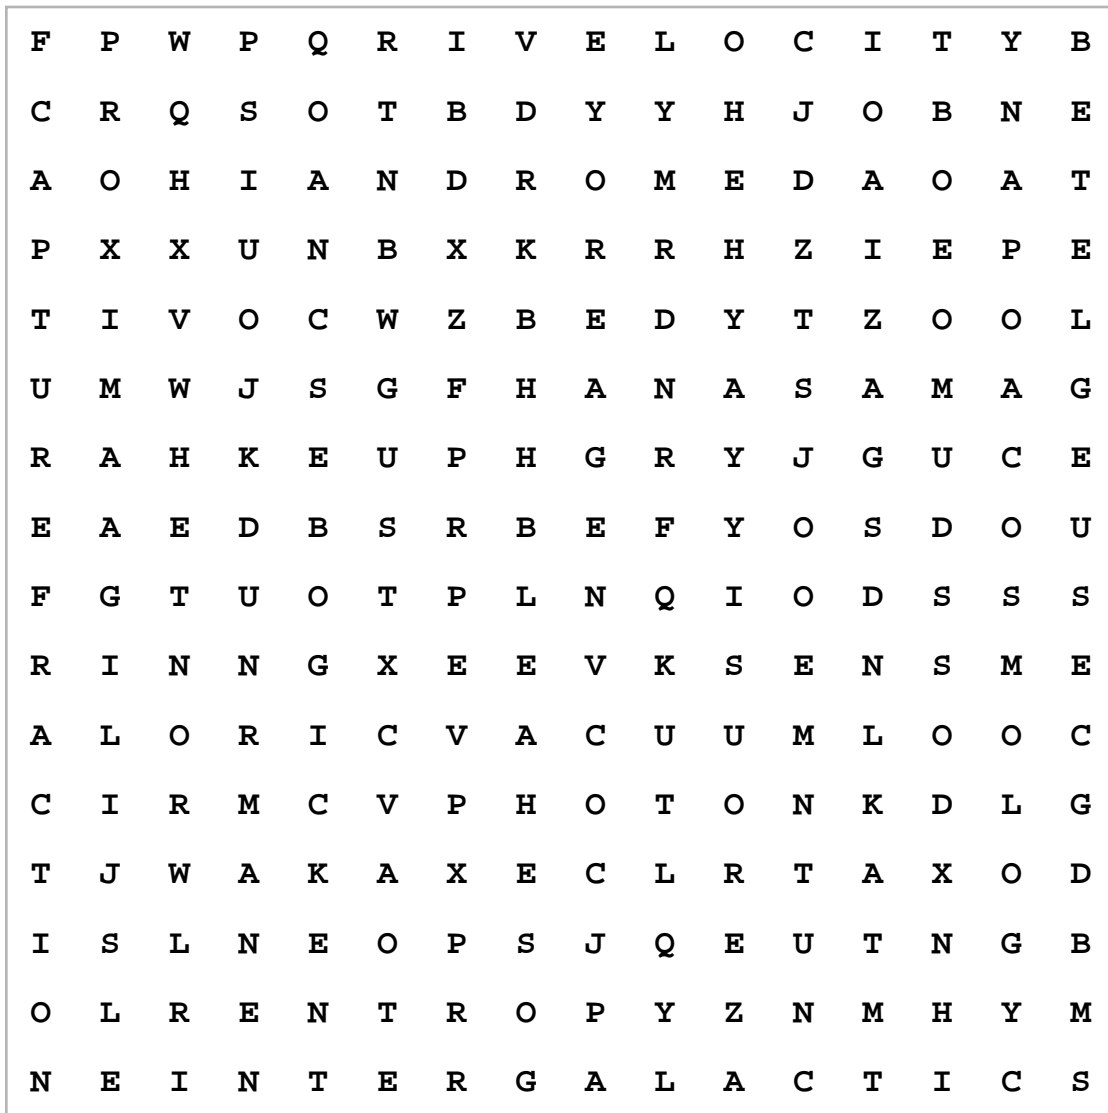 F P W P Q R I V E L O C I T Y B
C R Q S O T B D Y Y H J O B N E
A O H I A N D R O M E D A O A T
P X X U N B X K R R H Z I E P E
T I V O C W Z B E D Y T Z O O L
U M W J S G F H A N A S A M A G
R A H K E U P H G R Y J G U C E
E A E D B S R B E F Y O S D O U
F G T U O T P L N Q I O D S S S
R I N N G X E E V K S E N S M E
A L O R I C V A C U U M L O O C
C I R M C V P H O T O N K D L G
T J W A K A X E C L R T A X O D
I S L N E O P S J Q E U T N G B
O L R E N T R O P Y Z N M H Y M
N E I N T E R G A L A C T I C S